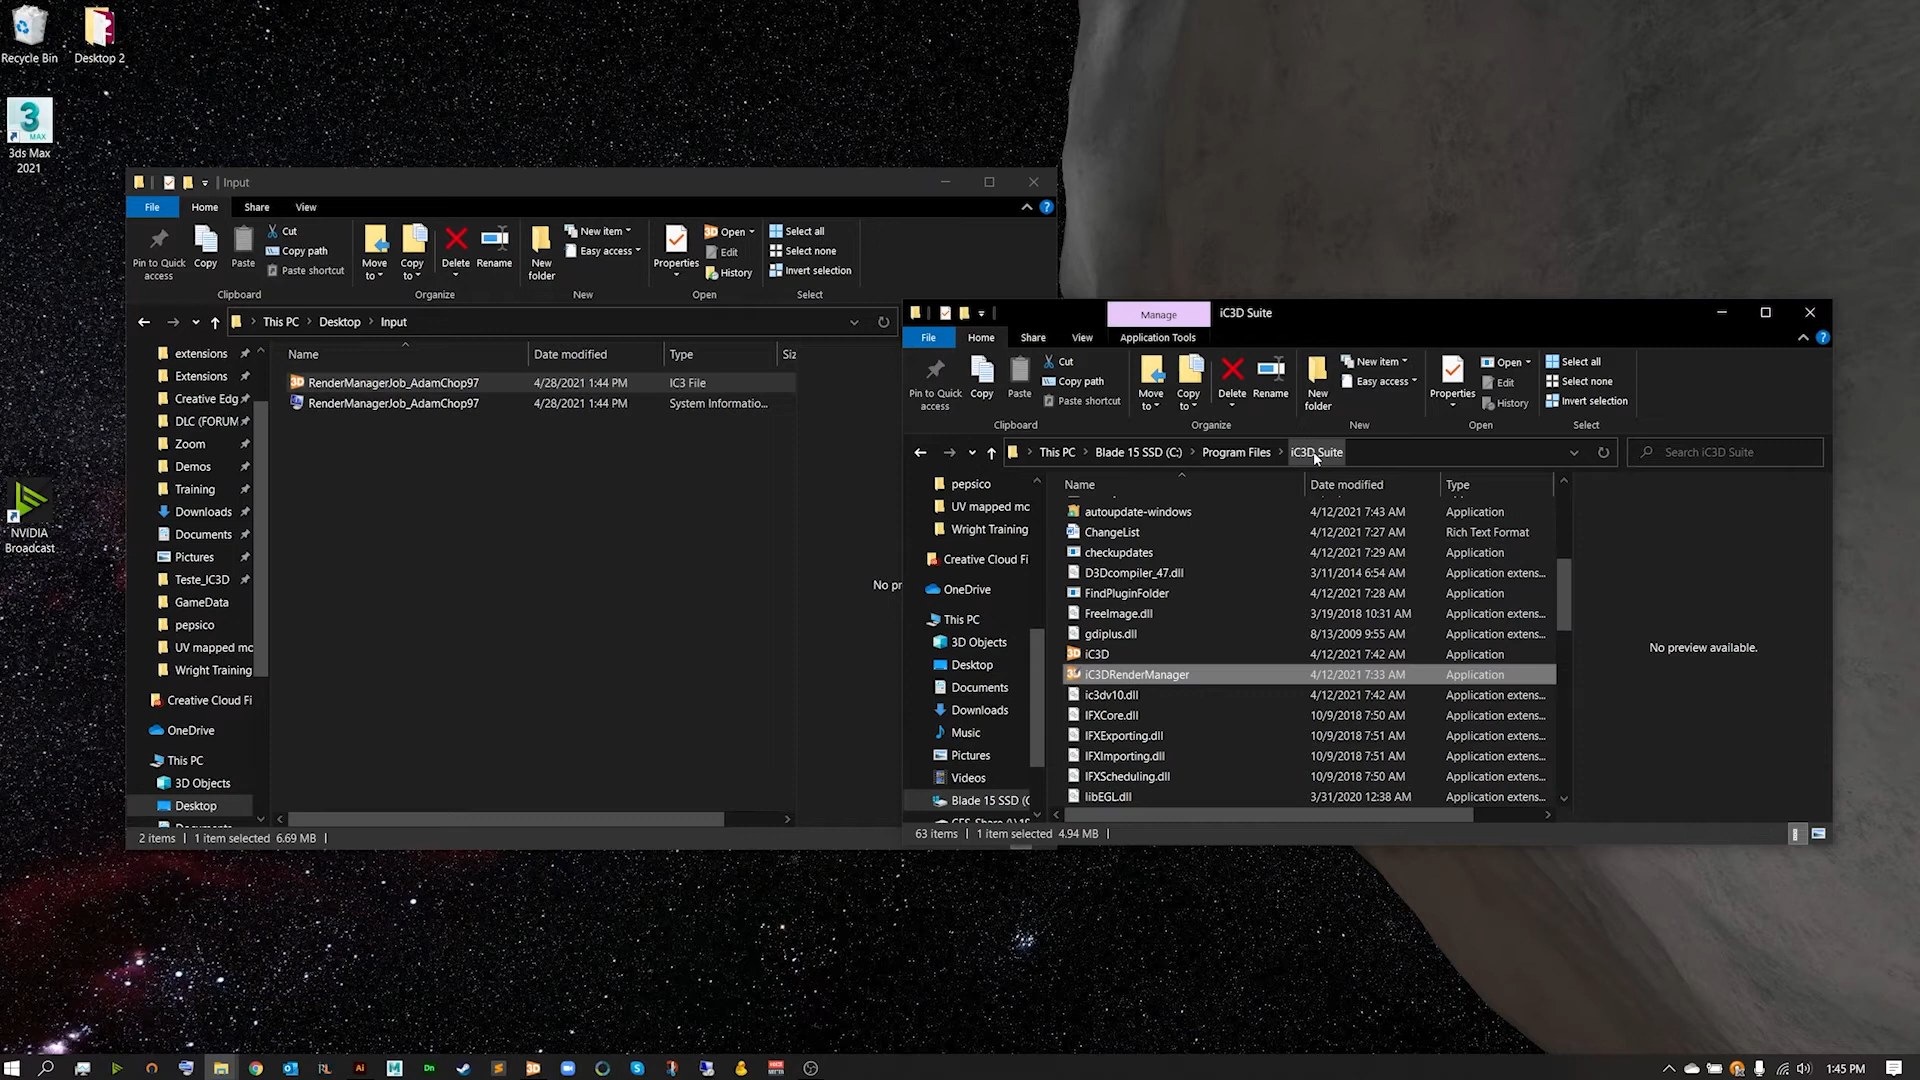 Recycle Bin
Desktop 2
3
MAX
3ds Max
2021
NVIDIA
Broadcast
Input
File
Home
Share
View
Pin to Quick
access
Copy
Paste
Cut
Copy path
Paste shortcut
Move
to
Copy
to
Delete
Rename
New
folder
New item
Easy access
Properties
Open
Edit
History
Select all
Select none
Invert selection
Clipboard
Organize
New
Open
Select
This PC
Desktop
Input
extensions
Extensions
Creative Edg
DLC (FORUM
Zoom
Demos
Training
Downloads
Documents
Pictures
Teste_IC3D
GameData
pepsico
UV mapped mc
Wright Training
Creative Cloud Fi
OneDrive
This PC
3D Objects
Desktop
Name
Date modified
Type
Siz
RenderManagerJob_AdamChop97 4/28/2021 1:44 PM IC3 File
RenderManagerJob_AdamChop97 4/28/2021 1:44 PM System Informatio...
No pr
2 items
1 item selected 6.69 MB
Manage
iC3D Suite
File
Home
Share
View
Application Tools
Pin to Quick
access
Copy
Paste
Cut
Copy path
Paste shortcut
Move
to
Copy
to
Delete
Rename
New
folder
New item
Easy access
Properties
Open
Edit
History
Select all
Select none
Invert selection
Clipboard
Organize
New
Open
Select
This PC
Blade 15 SSD (C:)
Program Files
iC3D Suite
Search iC3D Suite
pepsico
UV mapped mc
Wright Training
Creative Cloud Fi
OneDrive
This PC
3D Objects
Desktop
Documents
Downloads
Music
Pictures
Videos
Blade 15 SSD (C
Name
Date modified
Type
autoupdate-windows 4/12/2021 7:43 AM Application
ChangeList 4/12/2021 7:27 AM Rich Text Format
checkupdates 4/12/2021 7:29 AM Application
D3Dcompiler_47.dll 3/11/2014 6:54 AM Application extens...
FindPluginFolder 4/12/2021 7:28 AM Application
FreeImage.dll 3/19/2018 10:31 AM Application extens...
gdiplus.dll 8/13/2009 9:55 AM Application extens...
iC3D 4/12/2021 7:42 AM Application
iC3DRenderManager 4/12/2021 7:33 AM Application
ic3dv10.dll 4/12/2021 7:42 AM Application extens...
IFXCore.dll 10/9/2018 7:50 AM Application extens...
IFXExporting.dll 10/9/2018 7:51 AM Application extens...
IFXImporting.dll 10/9/2018 7:51 AM Application extens...
IFXScheduling.dll 10/9/2018 7:50 AM Application extens...
libEGL.dll 3/31/2020 12:38 AM Application extens...
No preview available.
63 items
1 item selected 4.94 MB
1:45 PM